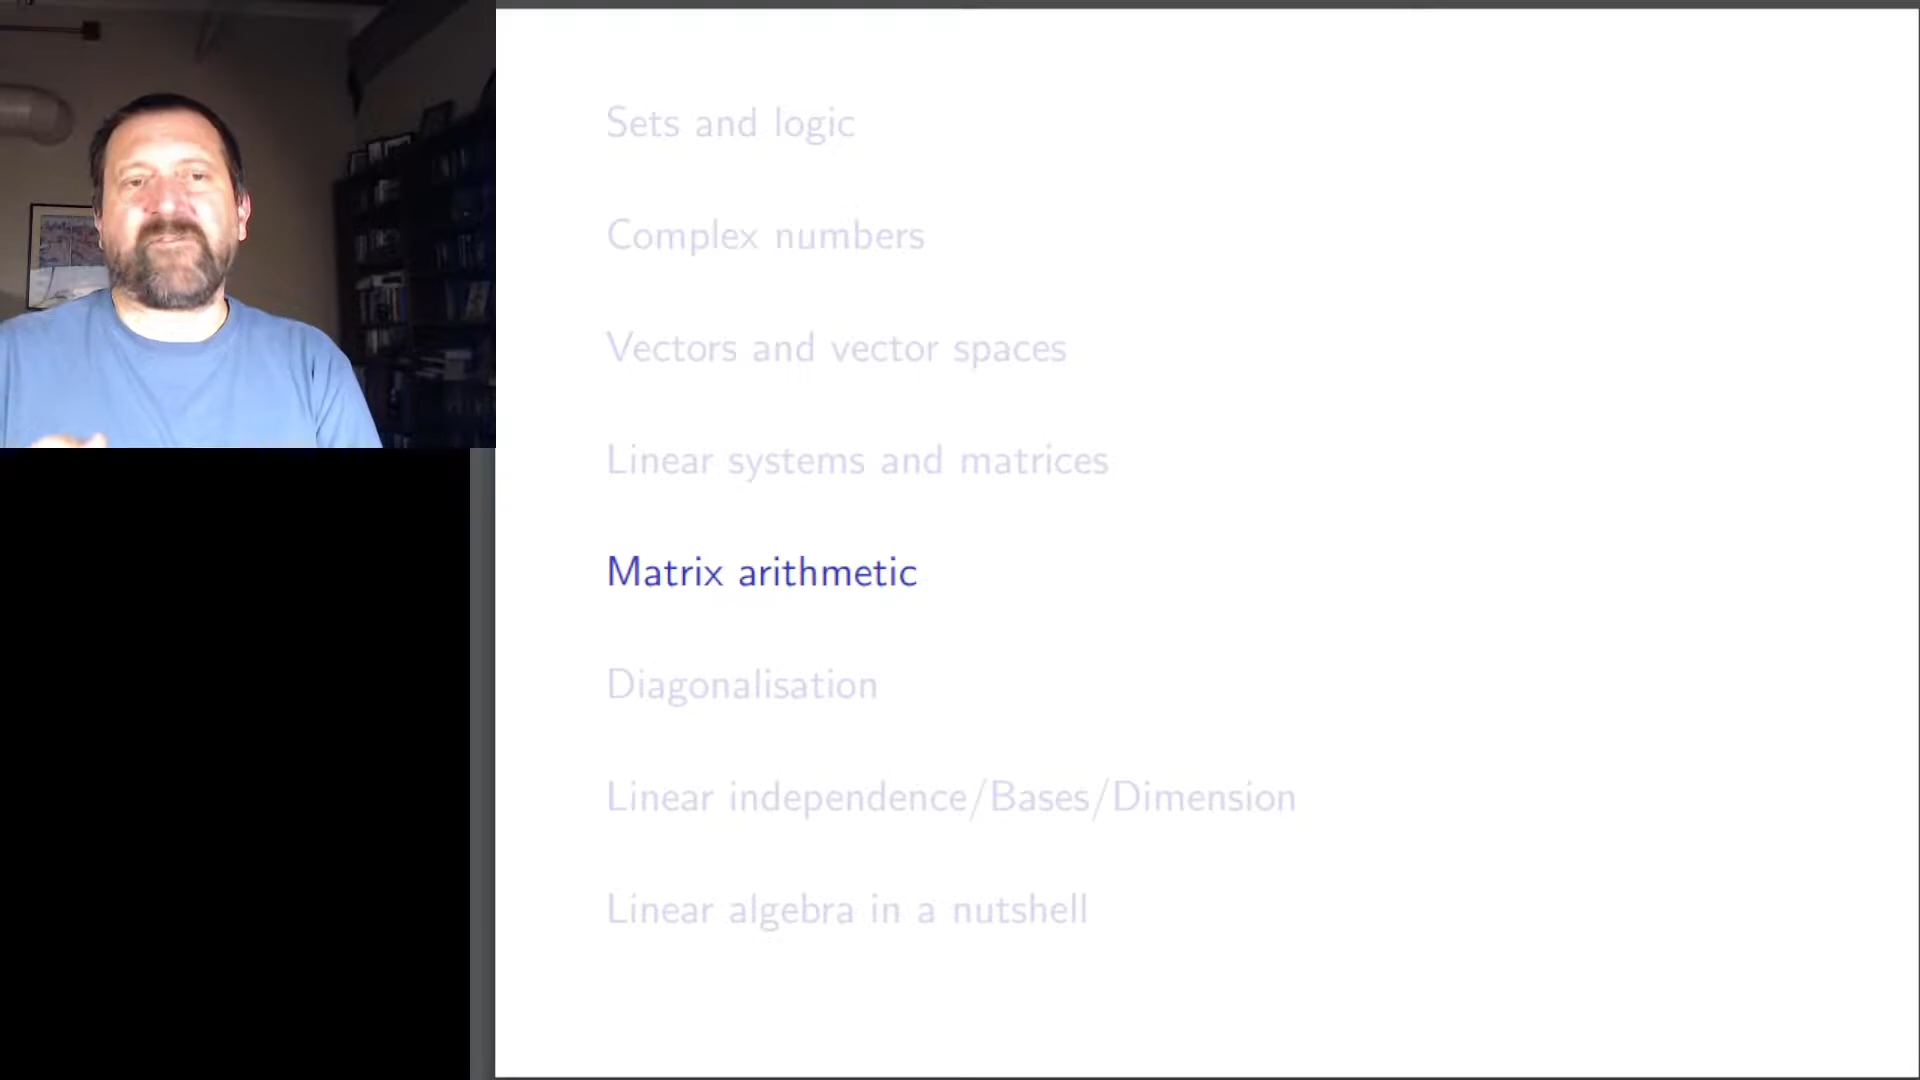 Sets and logic
Complex numbers
Vectors and vector spaces
Linear systems and matrices
Matrix arithmetic
Diagonalisation
Linear independence/Bases/Dimension
Linear algebra in a nutshell